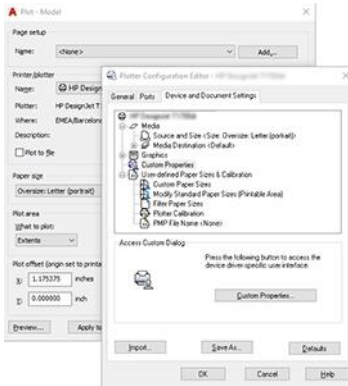 Plot - Model
Page setup
Name:
<None>
Add,...
Printer/plotter
Name:
HP DesignJet
Plotter:
HP DesignJet T
Where:
EMEA/Barcelona
Description:
Plot to file
Paper size
Oversize: Letter (portrait)
Plot area
What to plot:
Extents
Plot offset (origin set to printa
X:
1.175375
inches
Y:
0.000000
inch
Preview...
Apply to
Plotter Configuration Editor -
General
Ports
Device and Document Settings
Media
Source and Size <Size: Oversize: Letter (portrait)>
Media Destination <Default>
Graphics
Custom Properties
User-defined Paper Sizes & Calibration
Custom Paper Sizes
Modify Standard Paper Sizes (Printable Area)
Filter Paper Sizes
Plotter Calibration
PMP File Name <None>
Access Custom Dialog
Press the following button to access the
device driver-specific user interface.
Custom Properties...
Import...
Save As...
Defaults
OK
Cancel
Help